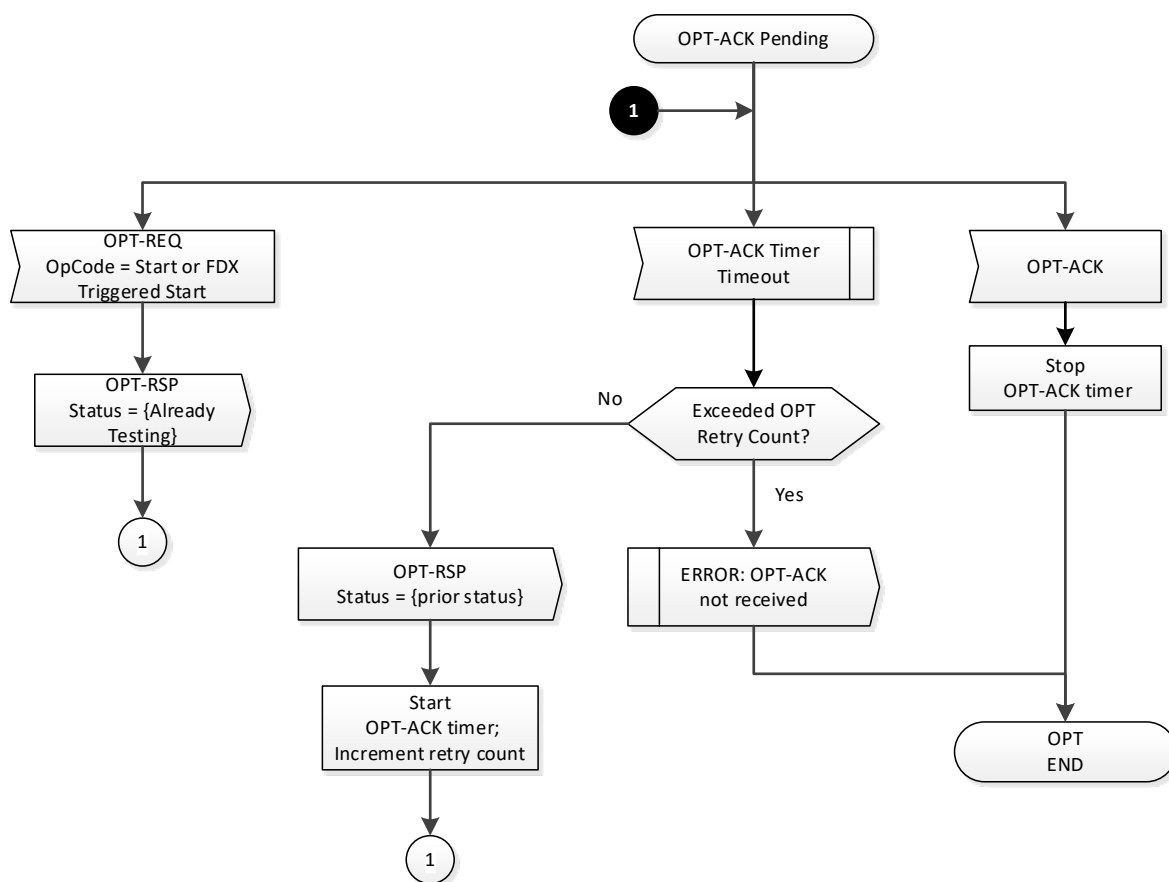 OPT-ACK Pending
1
OPT-REQ
OpCode = Start or FDX
Triggered Start
OPT-ACK Timer
Timeout
OPT-ACK
OPT-RSP
Status = {Already
Testing}
Stop
OPT-ACK timer
No
Exceeded OPT
Retry Count?
Yes
1
OPT-RSP
Status = {prior status}
ERROR: OPT-ACK
not received
Start
OPT-ACK timer;
Increment retry count
OPT
END
1